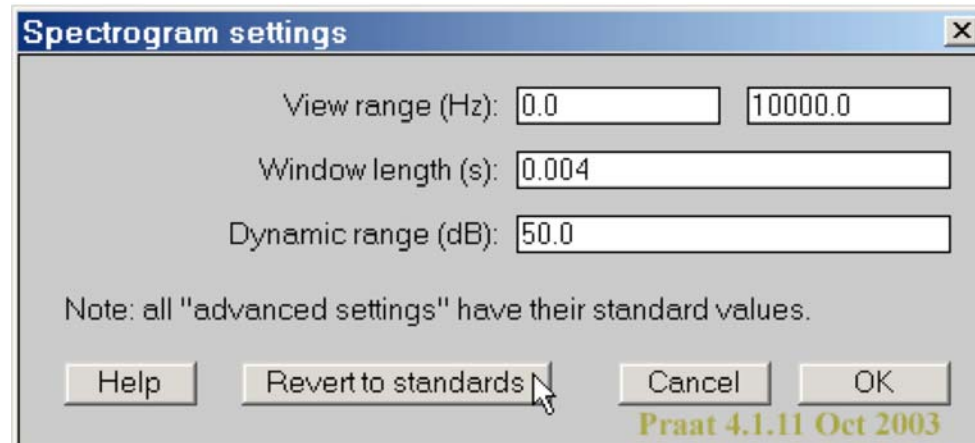 Spectrogram settings
View range (Hz): 0.0 10000.0
Window length (s): 0.004
Dynamic range (dB): 50.0
Note: all "advanced settings" have their standard values.
Help Revert to standards Cancel OK
Praat 4.1.11 Oct 2003